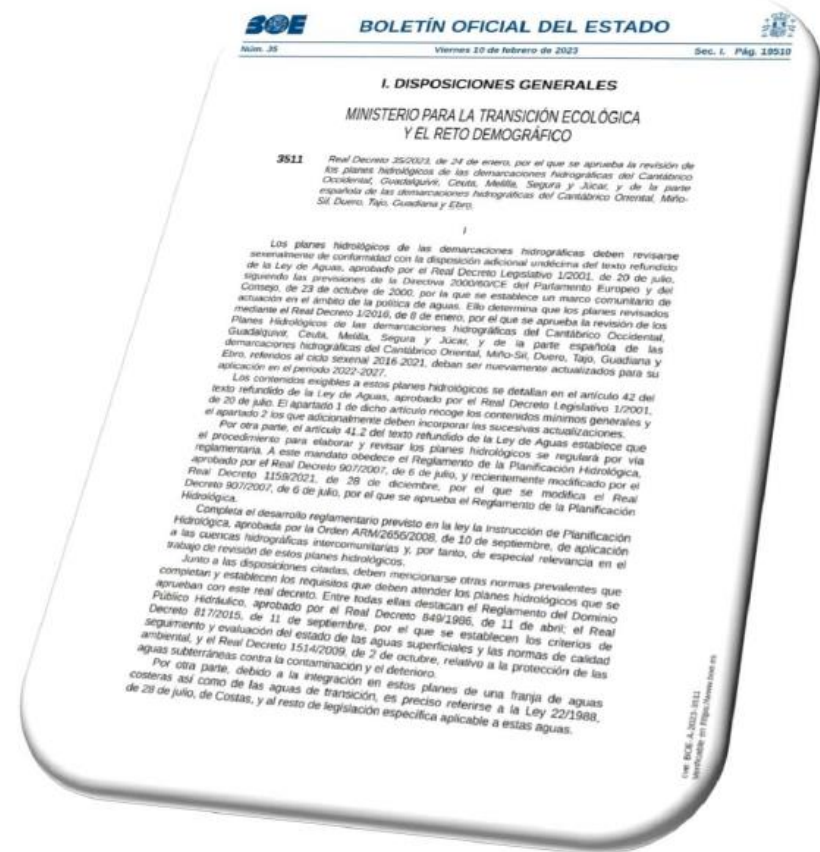 BOE
BOLETÍN OFICIAL DEL ESTADO
Núm. 35
Viernes 10 de febrero de 2023
Sec. I. Pág. 18510
I. DISPOSICIONES GENERALES
MINISTERIO PARA LA TRANSICIÓN ECOLÓGICA
Y EL RETO DEMOGRÁFICO
3511
Real Decreto 35/2023, de 24 de enero, por el que se aprueba la revisión de
los planes hidrológicos de las demarcaciones hidrográficas del Cantábrico
Occidental, Guadalquivir, Ceuta, Melilla, Segura y Júcar, y de la parte
española de las demarcaciones hidrográficas del Cantábrico Oriental, Miño-
Sil, Duero, Tajo, Guadiana y Ebro.
I
Los planes hidrológicos de las demarcaciones hidrográficas deben revisarse
sexenalmente de conformidad con la disposición adicional undécima del texto refundido
de la Ley de Aguas, aprobado por el Real Decreto Legislativo 1/2001, de 20 de julio,
siguiendo las previsiones de la Directiva 2000/60/CE del Parlamento Europeo y del
Consejo, de 23 de octubre de 2000, por la que se establece un marco comunitario de
actuación en el ámbito de la política de aguas. Ello determina que los planes revisados
mediante el Real Decreto 1/2016, de 8 de enero, por el que se aprueba la revisión de los
Planes Hidrológicos de las demarcaciones hidrográficas del Cantábrico Occidental,
Guadalquivir, Ceuta, Melilla, Segura y Júcar, y de la parte española de las
demarcaciones hidrográficas del Cantábrico Oriental, Miño-Sil, Duero, Tajo, Guadiana y
Ebro, referidos al ciclo sexenal 2016-2021, deban ser nuevamente actualizados para su
aplicación en el periodo 2022-2027.
Los contenidos exigibles a estos planes hidrológicos se detallan en el artículo 42 del
texto refundido de la Ley de Aguas, aprobado por el Real Decreto Legislativo 1/2001,
de 20 de julio. El apartado 1 de dicho artículo recoge los contenidos mínimos generales y
el apartado 2 los que adicionalmente deben incorporar las sucesivas actualizaciones.
Por otra parte, el artículo 41.2 del texto refundido de la Ley de Aguas establece que
el procedimiento para elaborar y revisar los planes hidrológicos se regulará por vía
reglamentaria. A este mandato obedece el Reglamento de la Planificación Hidrológica,
aprobado por el Real Decreto 907/2007, de 6 de julio, y recientemente modificado por el
Real Decreto 1159/2021, de 28 de diciembre, por el que se modifica el Real
Decreto 907/2007, de 6 de julio, por el que se aprueba el Reglamento de la Planificación
Hidrológica.
Completa el desarrollo reglamentario previsto en la ley la Instrucción de Planificación
Hidrológica, aprobada por la Orden ARM/2656/2008, de 10 de septiembre, de aplicación
a las cuencas hidrográficas intercomunitarias y, por tanto, de especial relevancia en el
trabajo de revisión de estos planes hidrológicos.
Junto a las disposiciones citadas, deben mencionarse otras normas prevalentes que
completan y establecen los requisitos que deben atender los planes hidrológicos que se
aprueban con este real decreto. Entre todas ellas destacan el Reglamento del Dominio
Público Hidráulico, aprobado por el Real Decreto 849/1986, de 11 de abril; el Real
Decreto 817/2015, de 11 de septiembre, por el que se establecen los criterios de
seguimiento y evaluación del estado de las aguas superficiales y las normas de calidad
ambiental, y el Real Decreto 1514/2009, de 2 de octubre, relativo a la protección de las
aguas subterráneas contra la contaminación y el deterioro.
Por otra parte, debido a la integración en estos planes de una franja de aguas
costeras así como de las aguas de transición, es preciso referirse a la Ley 22/1988,
de 28 de julio, de Costas, y al resto de legislación específica aplicable a estas aguas.
cve: BOE-A-2023-3511
Verificable en https://www.boe.es